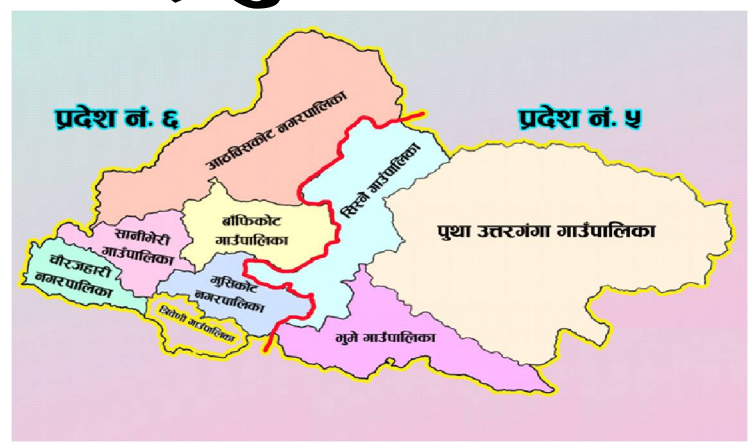 प्रदेश नं. ६
प्रदेश नं. ५
आठबिसकोट नगरपालिका
सिस्ने गाउँपालिका
बाँफिकोट
गाउँपालिका
पुथा उत्तरगंगा गाउँपालिका
सानीभेरी
गाउँपालिका
चौरजहारी
नगरपालिका
मुसिकोट
नगरपालिका
त्रिवेणी गाउँपालिका
भुमे गाउँपालिका